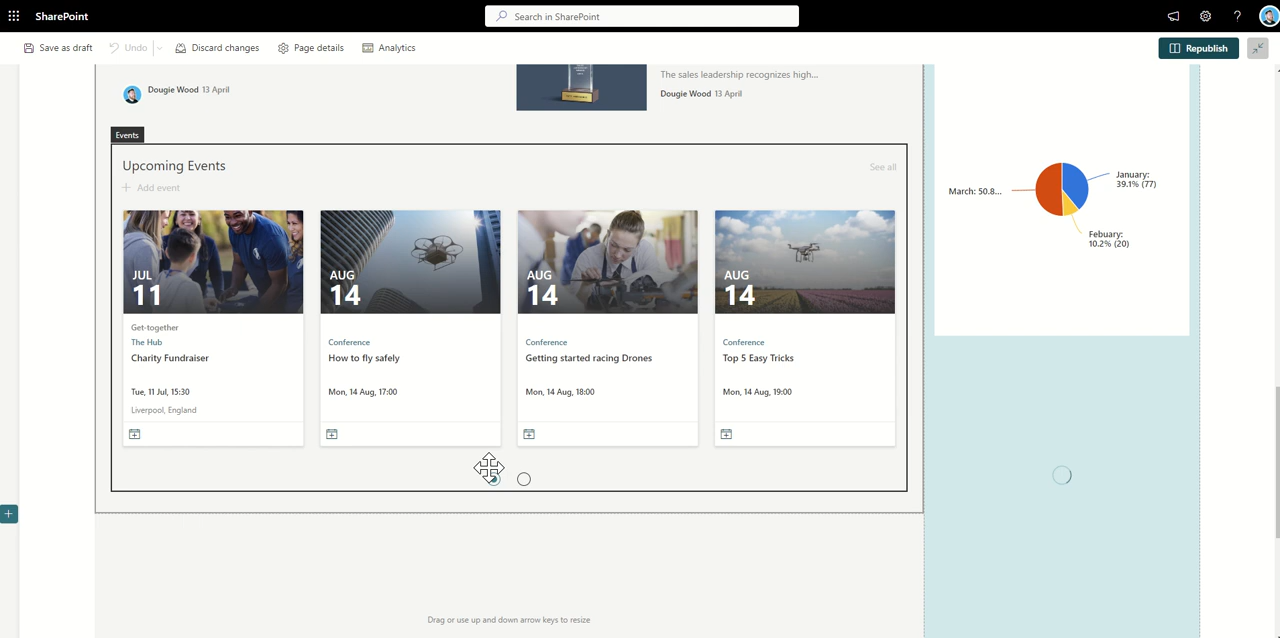 SharePoint
Search in SharePoint
?
Save as draft
Undo
Discard changes
Page details
Analytics
Republish
Dougie Wood 13 April
The sales leadership recognizes high...
Dougie Wood 13 April
Events
Upcoming Events
See all
+ Add event
JUL
11
Get-together
The Hub
Charity Fundraiser
Tue, 11 Jul, 15:30
Liverpool, England
AUG
14
Conference
How to fly safely
Mon, 14 Aug, 17:00
AUG
14
Conference
Getting started racing Drones
Mon, 14 Aug, 18:00
AUG
14
Conference
Top 5 Easy Tricks
Mon, 14 Aug, 19:00
March: 50.8...
January:
39.1% (77)
Febuary:
10.2% (20)
Drag or use up and down arrow keys to resize